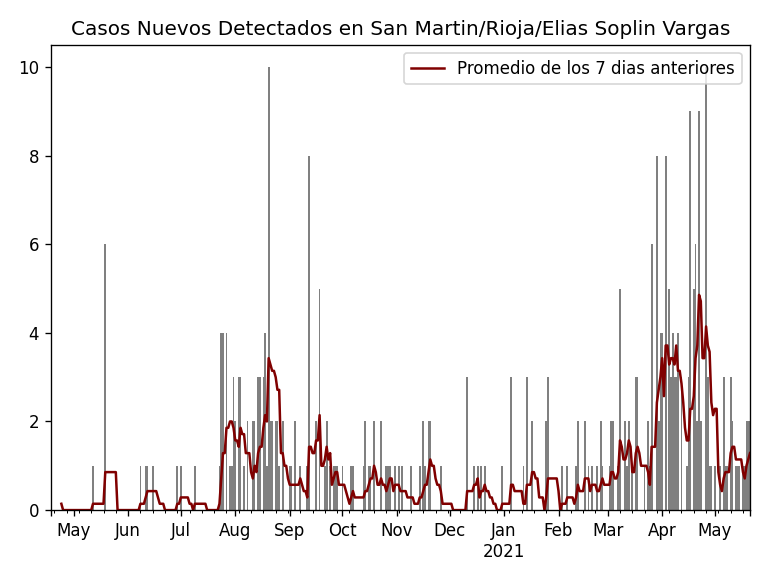 Casos Nuevos Detectados en San Martin/Rioja/Elias Soplin Vargas
Promedio de los 7 dias anteriores
10
8
6
4
2
0
May Jun Jul Aug Sep Oct Nov Dec Jan Feb Mar Apr May
2021